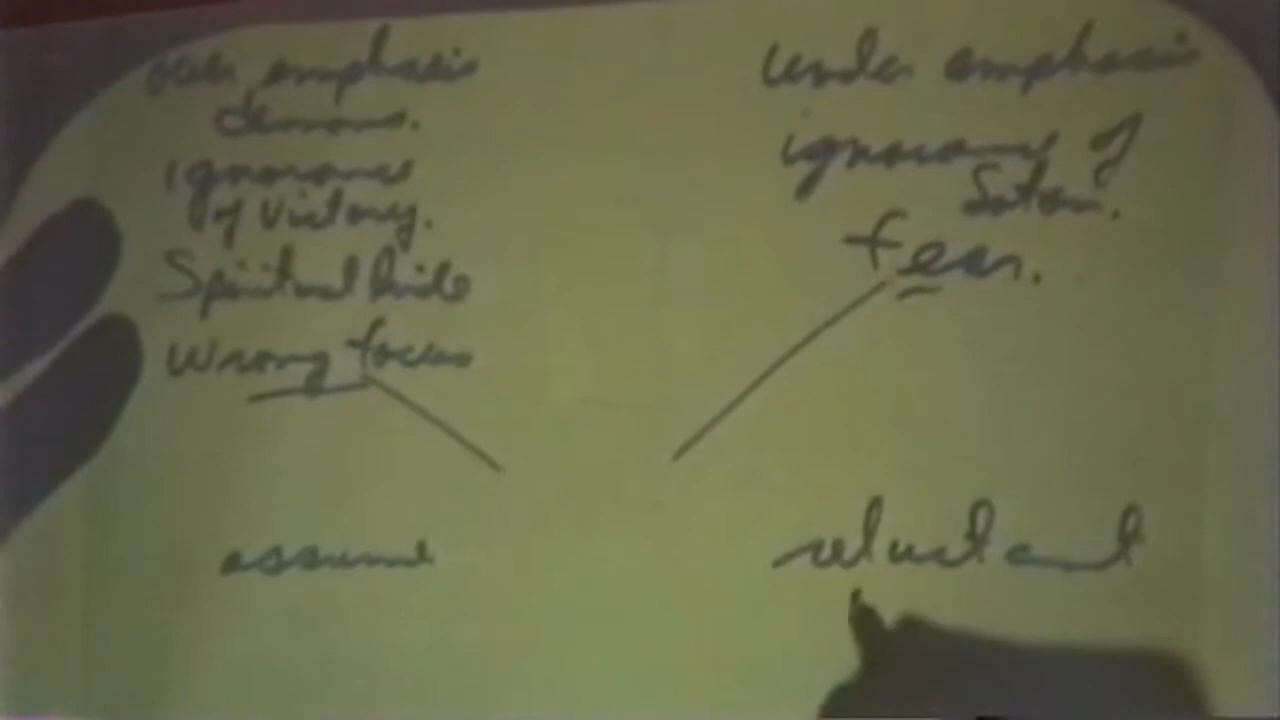 over emphasis
demons.
ignorance
of victory.
Spiritual Pride
Wrong focus
assume
under emphasis
ignorance of
Satan.
fear.
reluctant